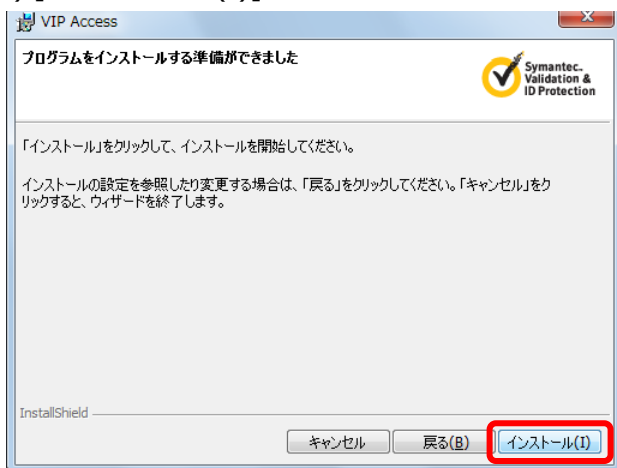 VIP Access
プログラムをインストールする準備ができました
Symantec.
Validation &
ID Protection
「インストール」をクリックして、インストールを開始してください。
インストールの設定を参照したり変更する場合は、「戻る」をクリックしてください。「キャンセル」をク
リックすると、ウィザードを終了します。
InstallShield
キャンセル 戻る(B) インストール(I)